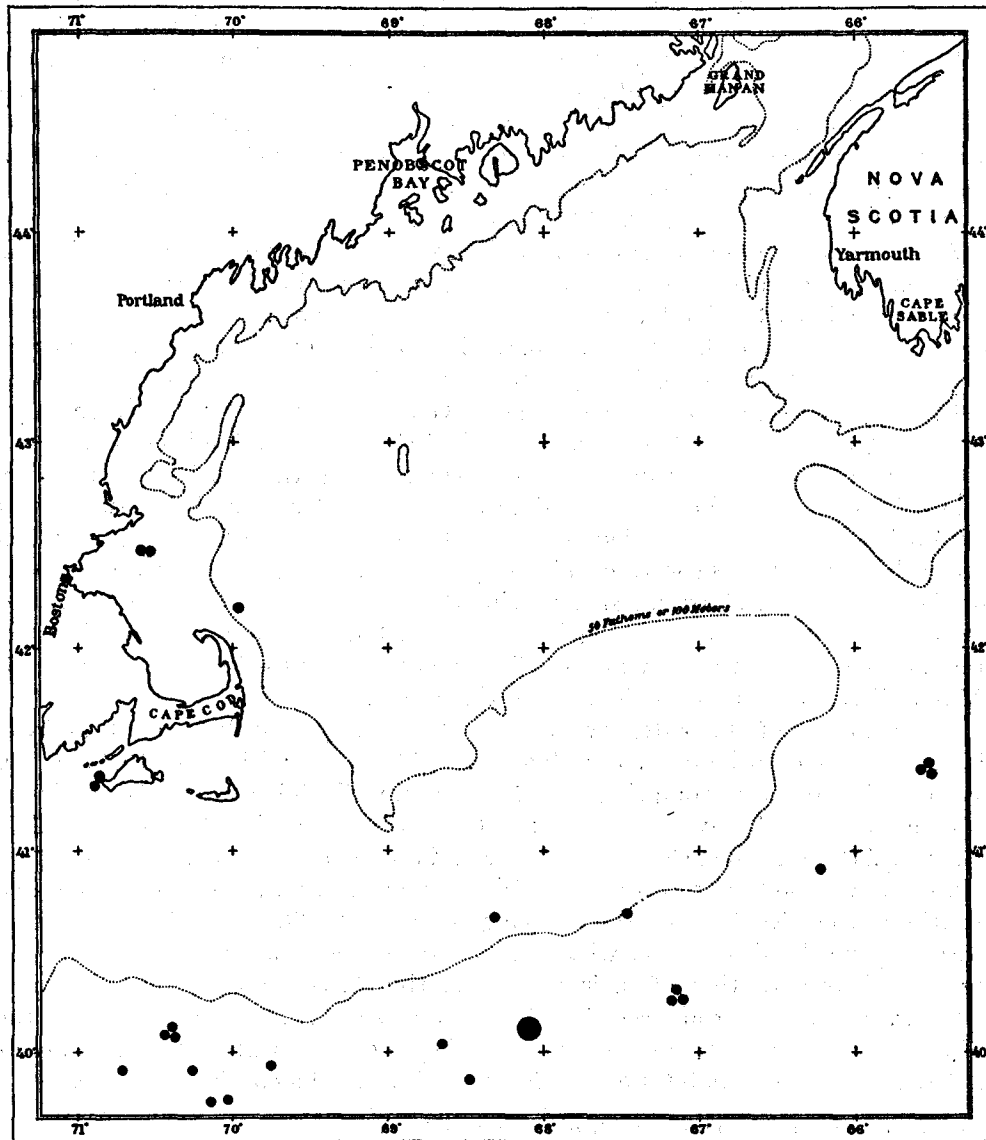 71° 70° 69° 68° 67° 66°
GRAND
MANAN
PENOBSCOT
BAY
NOVA
SCOTIA
44° 44°
Yarmouth
Portland
CAPE
SABLE
43° 43°
Boston
50 Fathoms or 100 Meters
42° 42°
CAPE COD
41° 41°
40° 40°
71° 70° 69° 68° 67° 66°